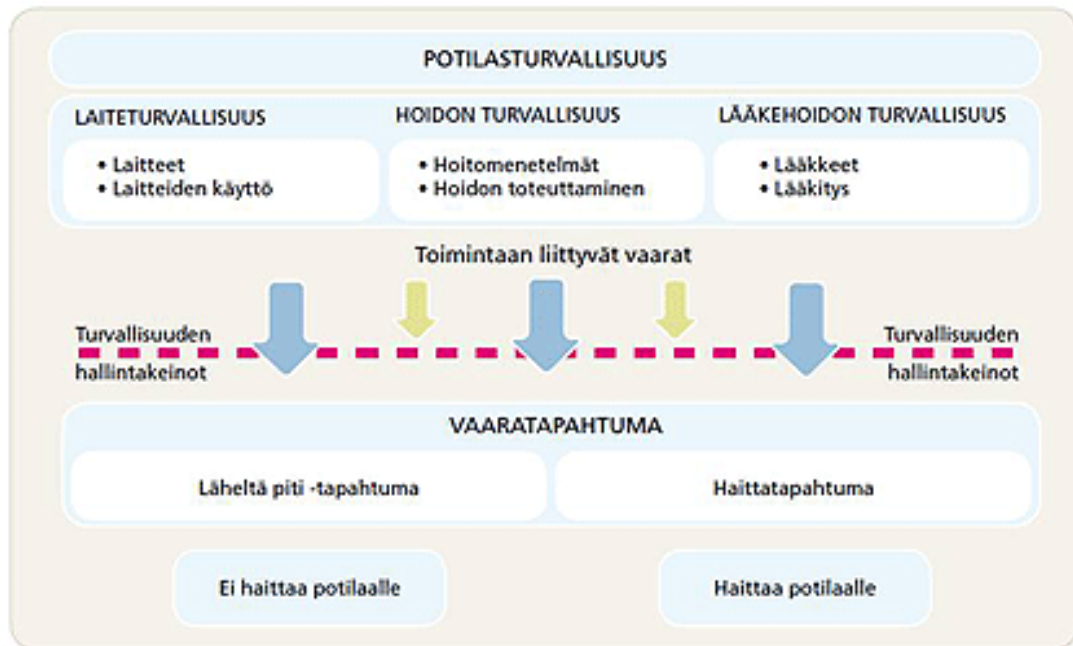 POTILASTURVALLISUUS
LAITETURVALLISUUS
• Laitteet
• Laitteiden käyttö
HOIDON TURVALLISUUS
• Hoitomenetelmät
• Hoidon toteuttaminen
LÄÄKEHOIDON TURVALLISUUS
• Lääkkeet
• Lääkitys
Toimintaan liittyvät vaarat
Turvallisuuden
hallintakeinot
Turvallisuuden
hallintakeinot
VAARATAPAHTUMA
Läheltä piti -tapahtuma
Haittatapahtuma
Ei haittaa potilaalle
Haittaa potilaalle